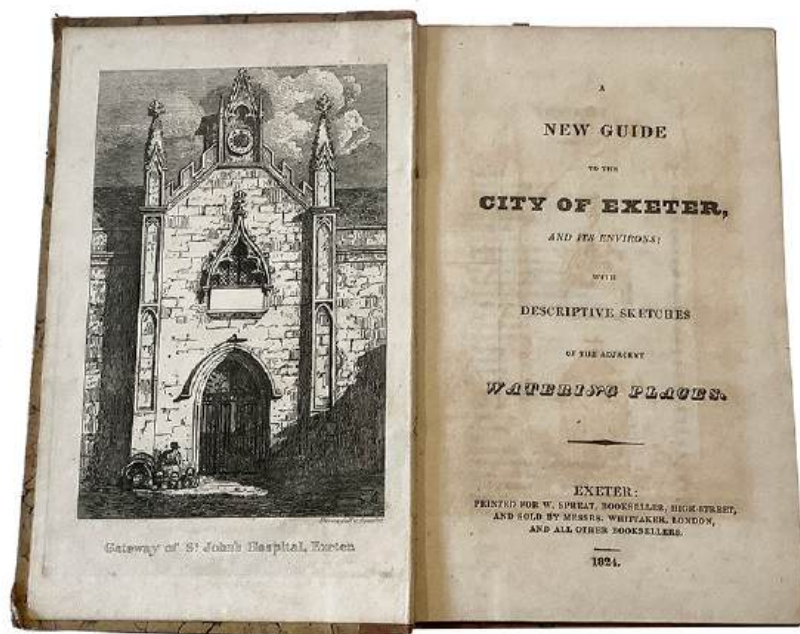 Gateway of St John's Hospital, Exeter
A
NEW GUIDE
TO THE
CITY OF EXETER,
AND ITS ENVIRONS;
WITH
DESCRIPTIVE SKETCHES
OF THE ADJACENT
WATERING PLACES.
EXETER:
PRINTED FOR W. SPREAT, BOOKSELLER, HIGH-STREET,
AND SOLD BY MESSRS. WHITTAKER, LONDON,
AND ALL OTHER BOOKSELLERS.
1824.